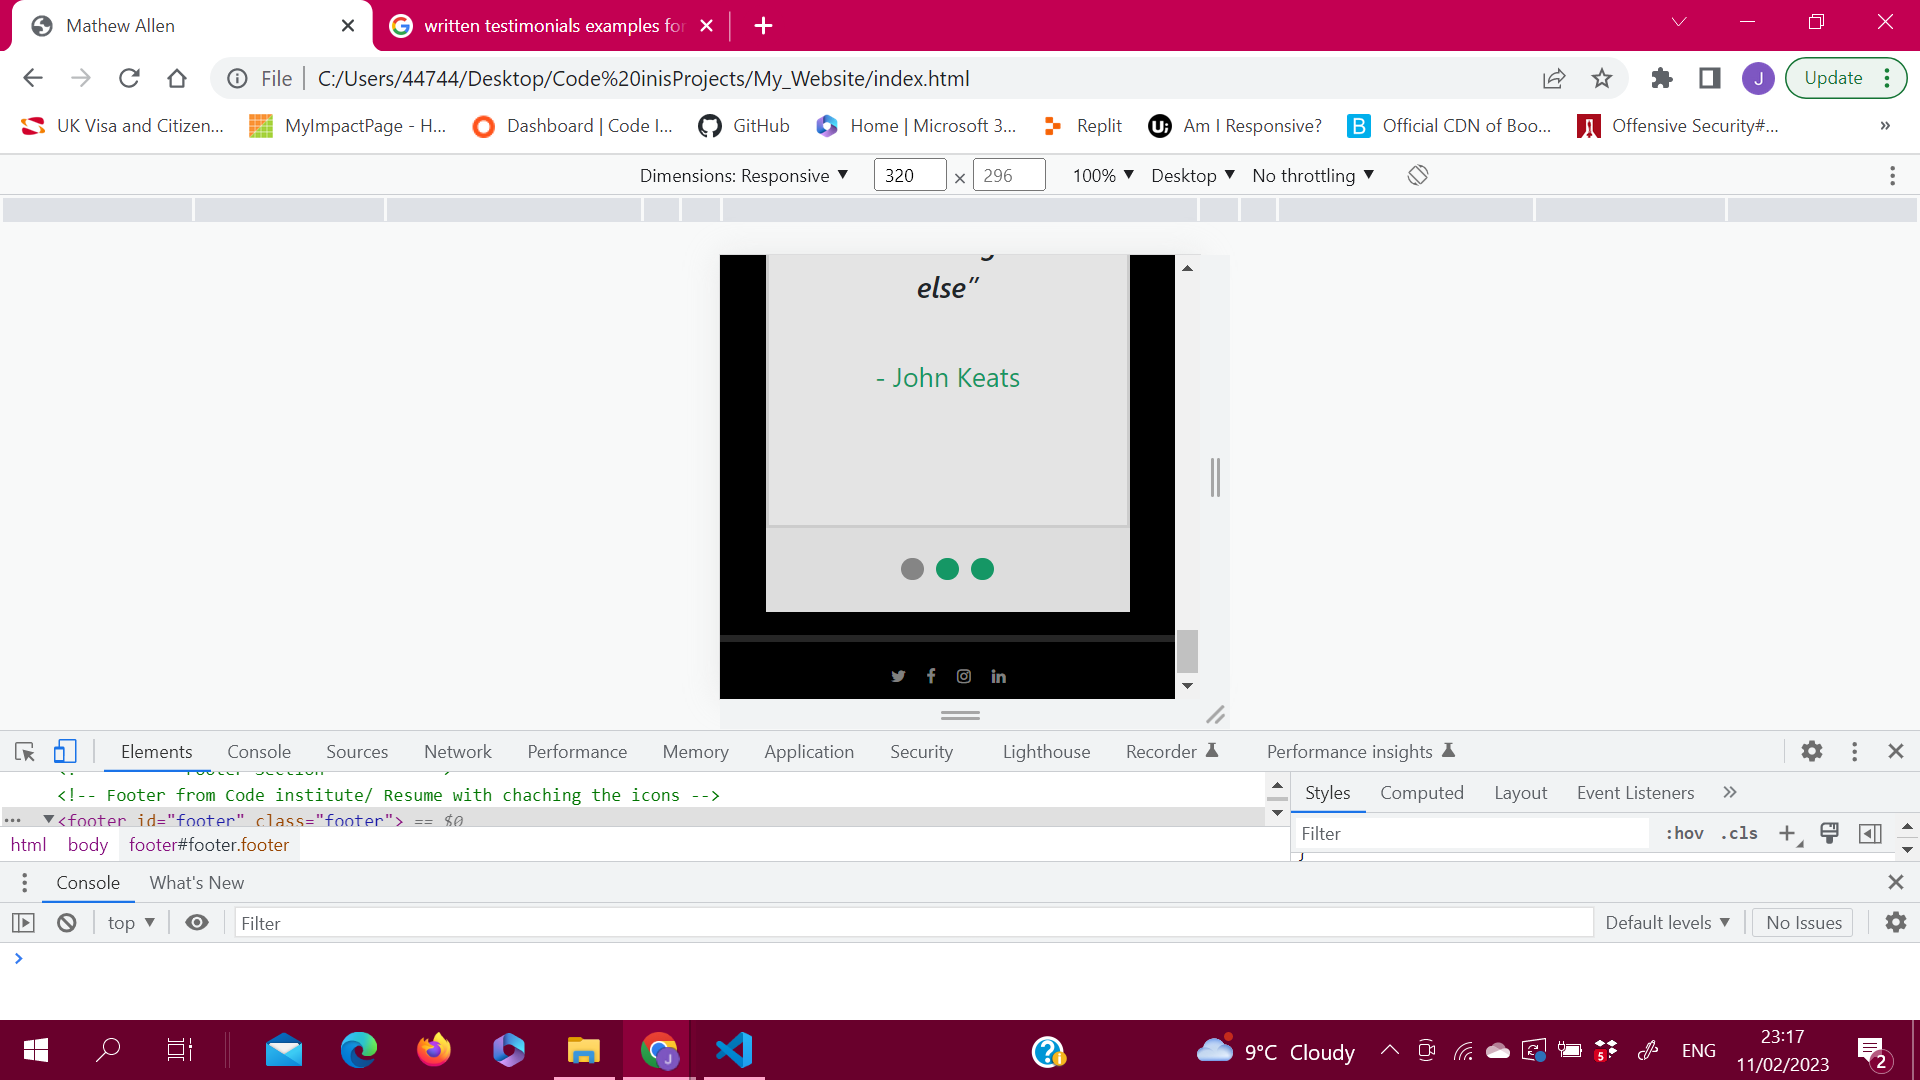 Mathew Allen
written testimonials examples for
File
C:/Users/44744/Desktop/Code%20inisProjects/My_Website/index.html
J
Update
UK Visa and Citizen...
MyImpactPage - H...
Dashboard | Code I...
GitHub
Home | Microsoft 3...
Replit
Am I Responsive?
Official CDN of Boo...
Offensive Security#...
»
Dimensions: Responsive
320
×
296
100%
Desktop
No throttling
else”
- John Keats
Elements
Console
Sources
Network
Performance
Memory
Application
Security
Lighthouse
Recorder
Performance insights
Footer Section
<!-- Footer from Code institute/ Resume with chaching the icons -->
<footer id="footer" class="footer"> == $0
html
body
footer#footer.footer
Styles
Computed
Layout
Event Listeners
»
Filter
:hov
.cls
}
Console
What's New
top
Filter
Default levels
No Issues
9°C
Cloudy
5
ENG
23:17
11/02/2023
2